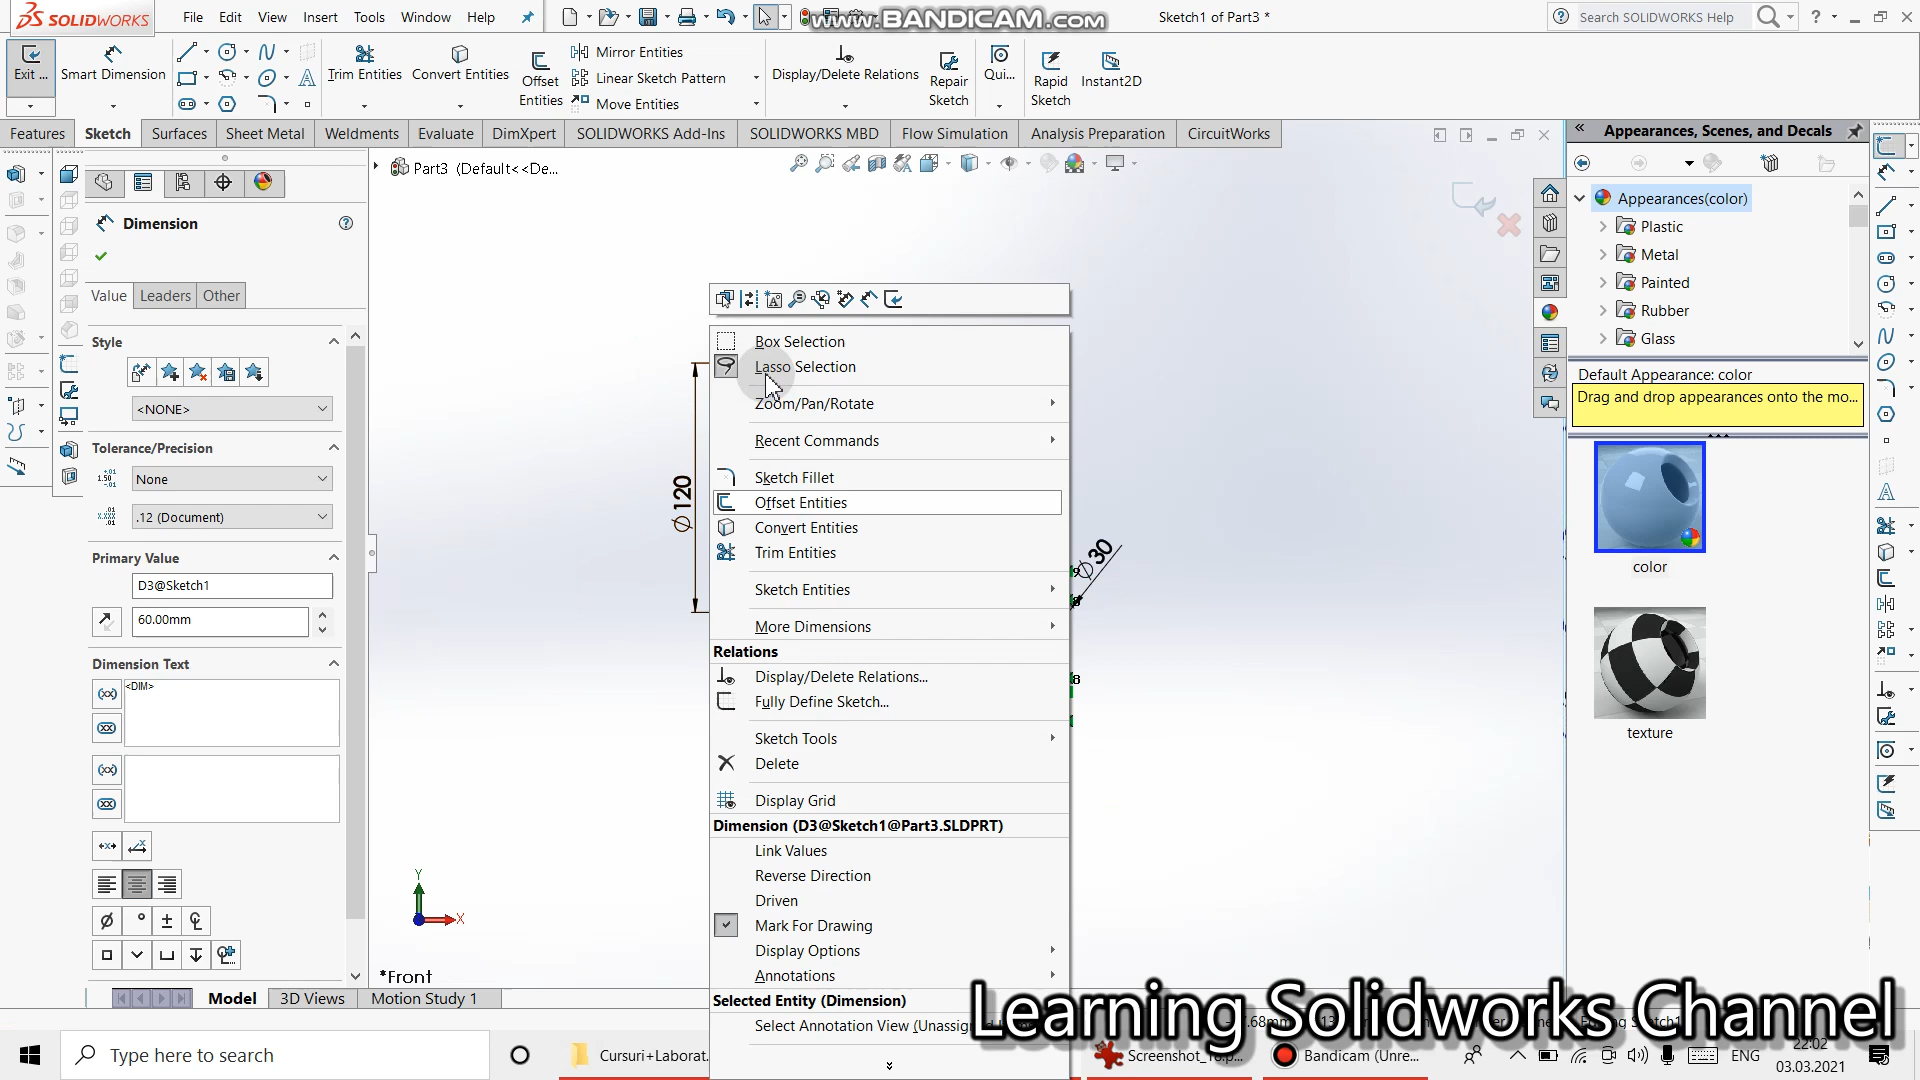 SOLIDWORKS File Edit View Insert Tools Window Help www.BANDICAM.com Sketch1 of Part3 * Search SOLIDWORKS Help ?
Exit ... Smart Dimension Trim Entities Convert Entities Offset Entities Mirror Entities Linear Sketch Pattern Move Entities Display/Delete Relations Repair Sketch Qui... Rapid Sketch Instant2D
Features Sketch Surfaces Sheet Metal Weldments Evaluate DimXpert SOLIDWORKS Add-Ins SOLIDWORKS MBD Flow Simulation Analysis Preparation CircuitWorks
Part3 (Default<<De...
Dimension
Value Leaders Other
Style
<NONE>
Tolerance/Precision
None
.12 (Document)
Primary Value
D3@Sketch1
60.00mm
Dimension Text
<DIM>
∅120
∅30
Box Selection
Lasso Selection
Zoom/Pan/Rotate
Recent Commands
Sketch Fillet
Offset Entities
Convert Entities
Trim Entities
Sketch Entities
More Dimensions
Relations
Display/Delete Relations...
Fully Define Sketch...
Sketch Tools
Delete
Display Grid
Dimension (D3@Sketch1@Part3.SLDPRT)
Link Values
Reverse Direction
Driven
Mark For Drawing
Display Options
Annotations
Selected Entity (Dimension)
Select Annotation View
Y
X
*Front
Appearances, Scenes, and Decals
Appearances(color)
Plastic
Metal
Painted
Rubber
Glass
Default Appearance: color
Drag and drop appearances onto the mo...
color
texture
Model 3D Views Motion Study 1
Learning Solidworks Channel
Type here to search Cursuri+Laborat. Screenshot_16.p... Bandicam (Unre... ENG 22:02
03.03.2021